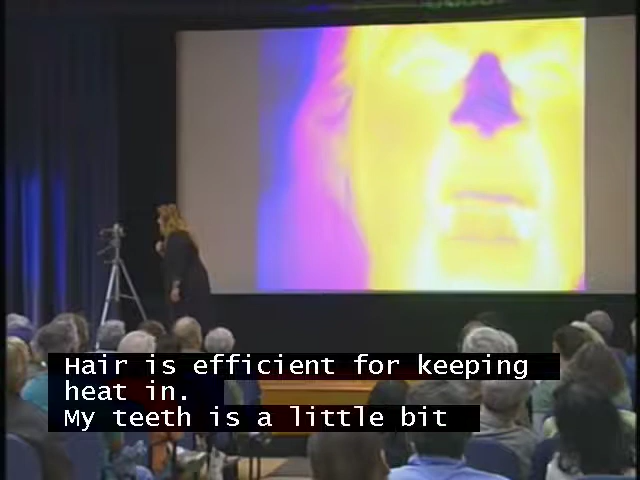 Hair is efficient for keeping
heat in.
My teeth is a little bit